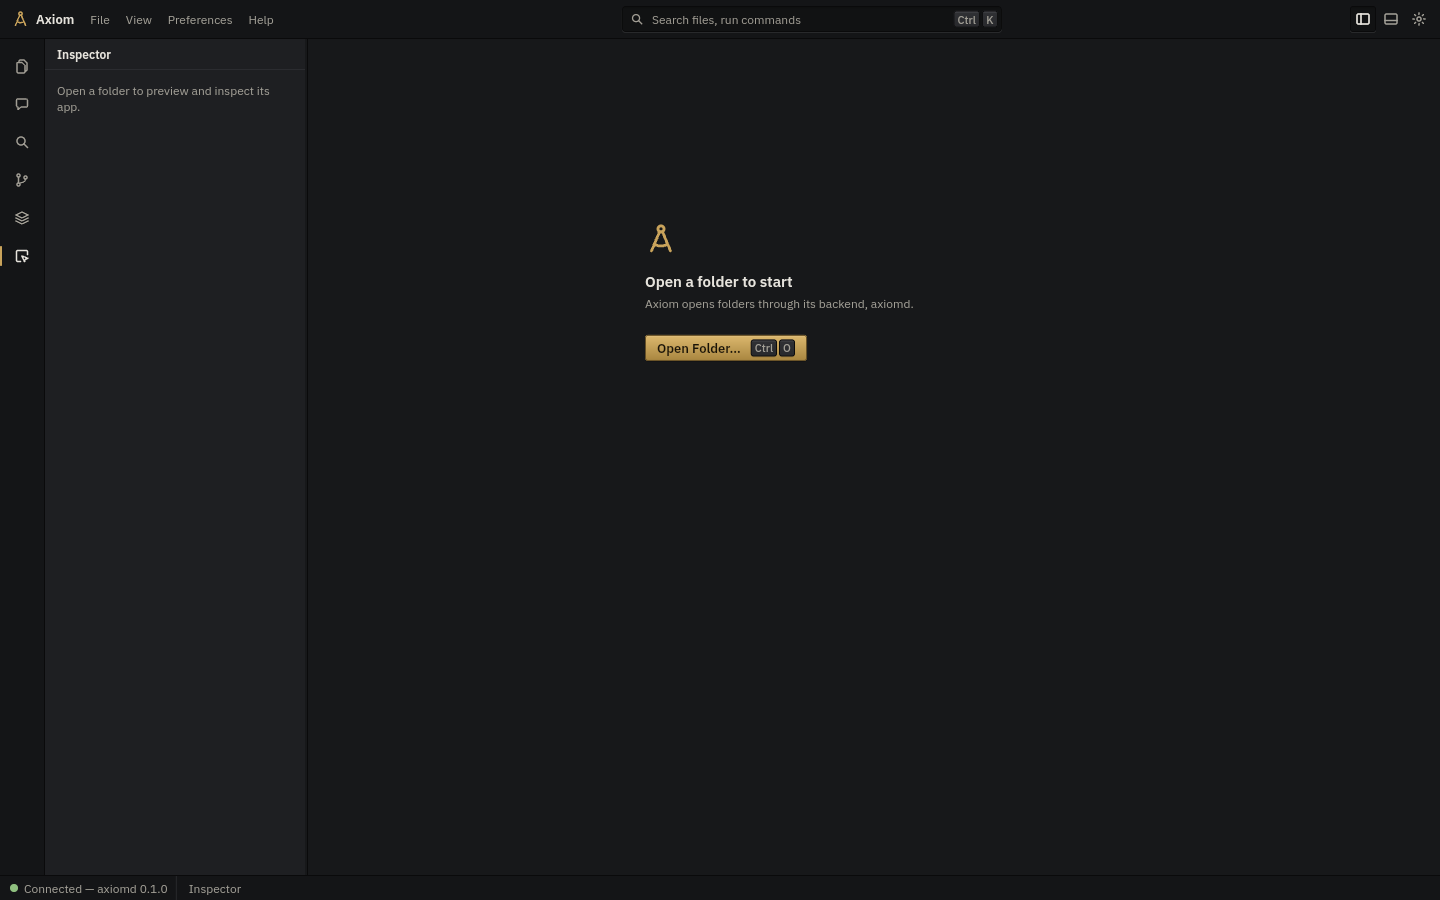 Axiom File View Preferences Help Search files, run commands Ctrl K
Inspector
Open a folder to preview and inspect its
app.
Open a folder to start
Axiom opens folders through its backend, axiomd.
Open Folder... Ctrl O
Connected — axiomd 0.1.0 Inspector